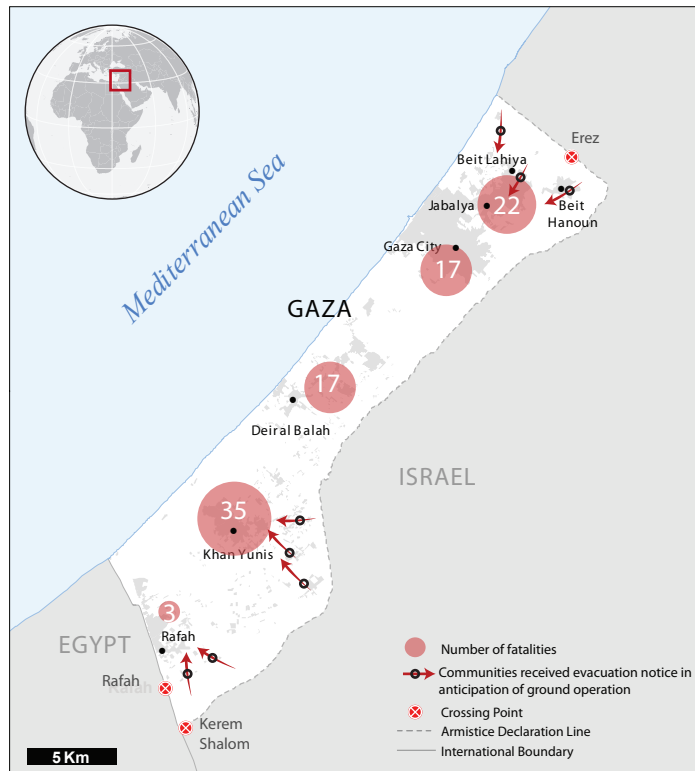 Mediterranean Sea
Erez
Beit Lahiya
Jabalya
22
Beit
Hanoun
Gaza City
17
GAZA
17
Deiral Balah
ISRAEL
35
Khan Yunis
3
EGYPT
Rafah
Rafah
Rafah
Kerem
Shalom
5 Km
Number of fatalities
Communities received evacuation notice in
anticipation of ground operation
Crossing Point
Armistice Declaration Line
International Boundary